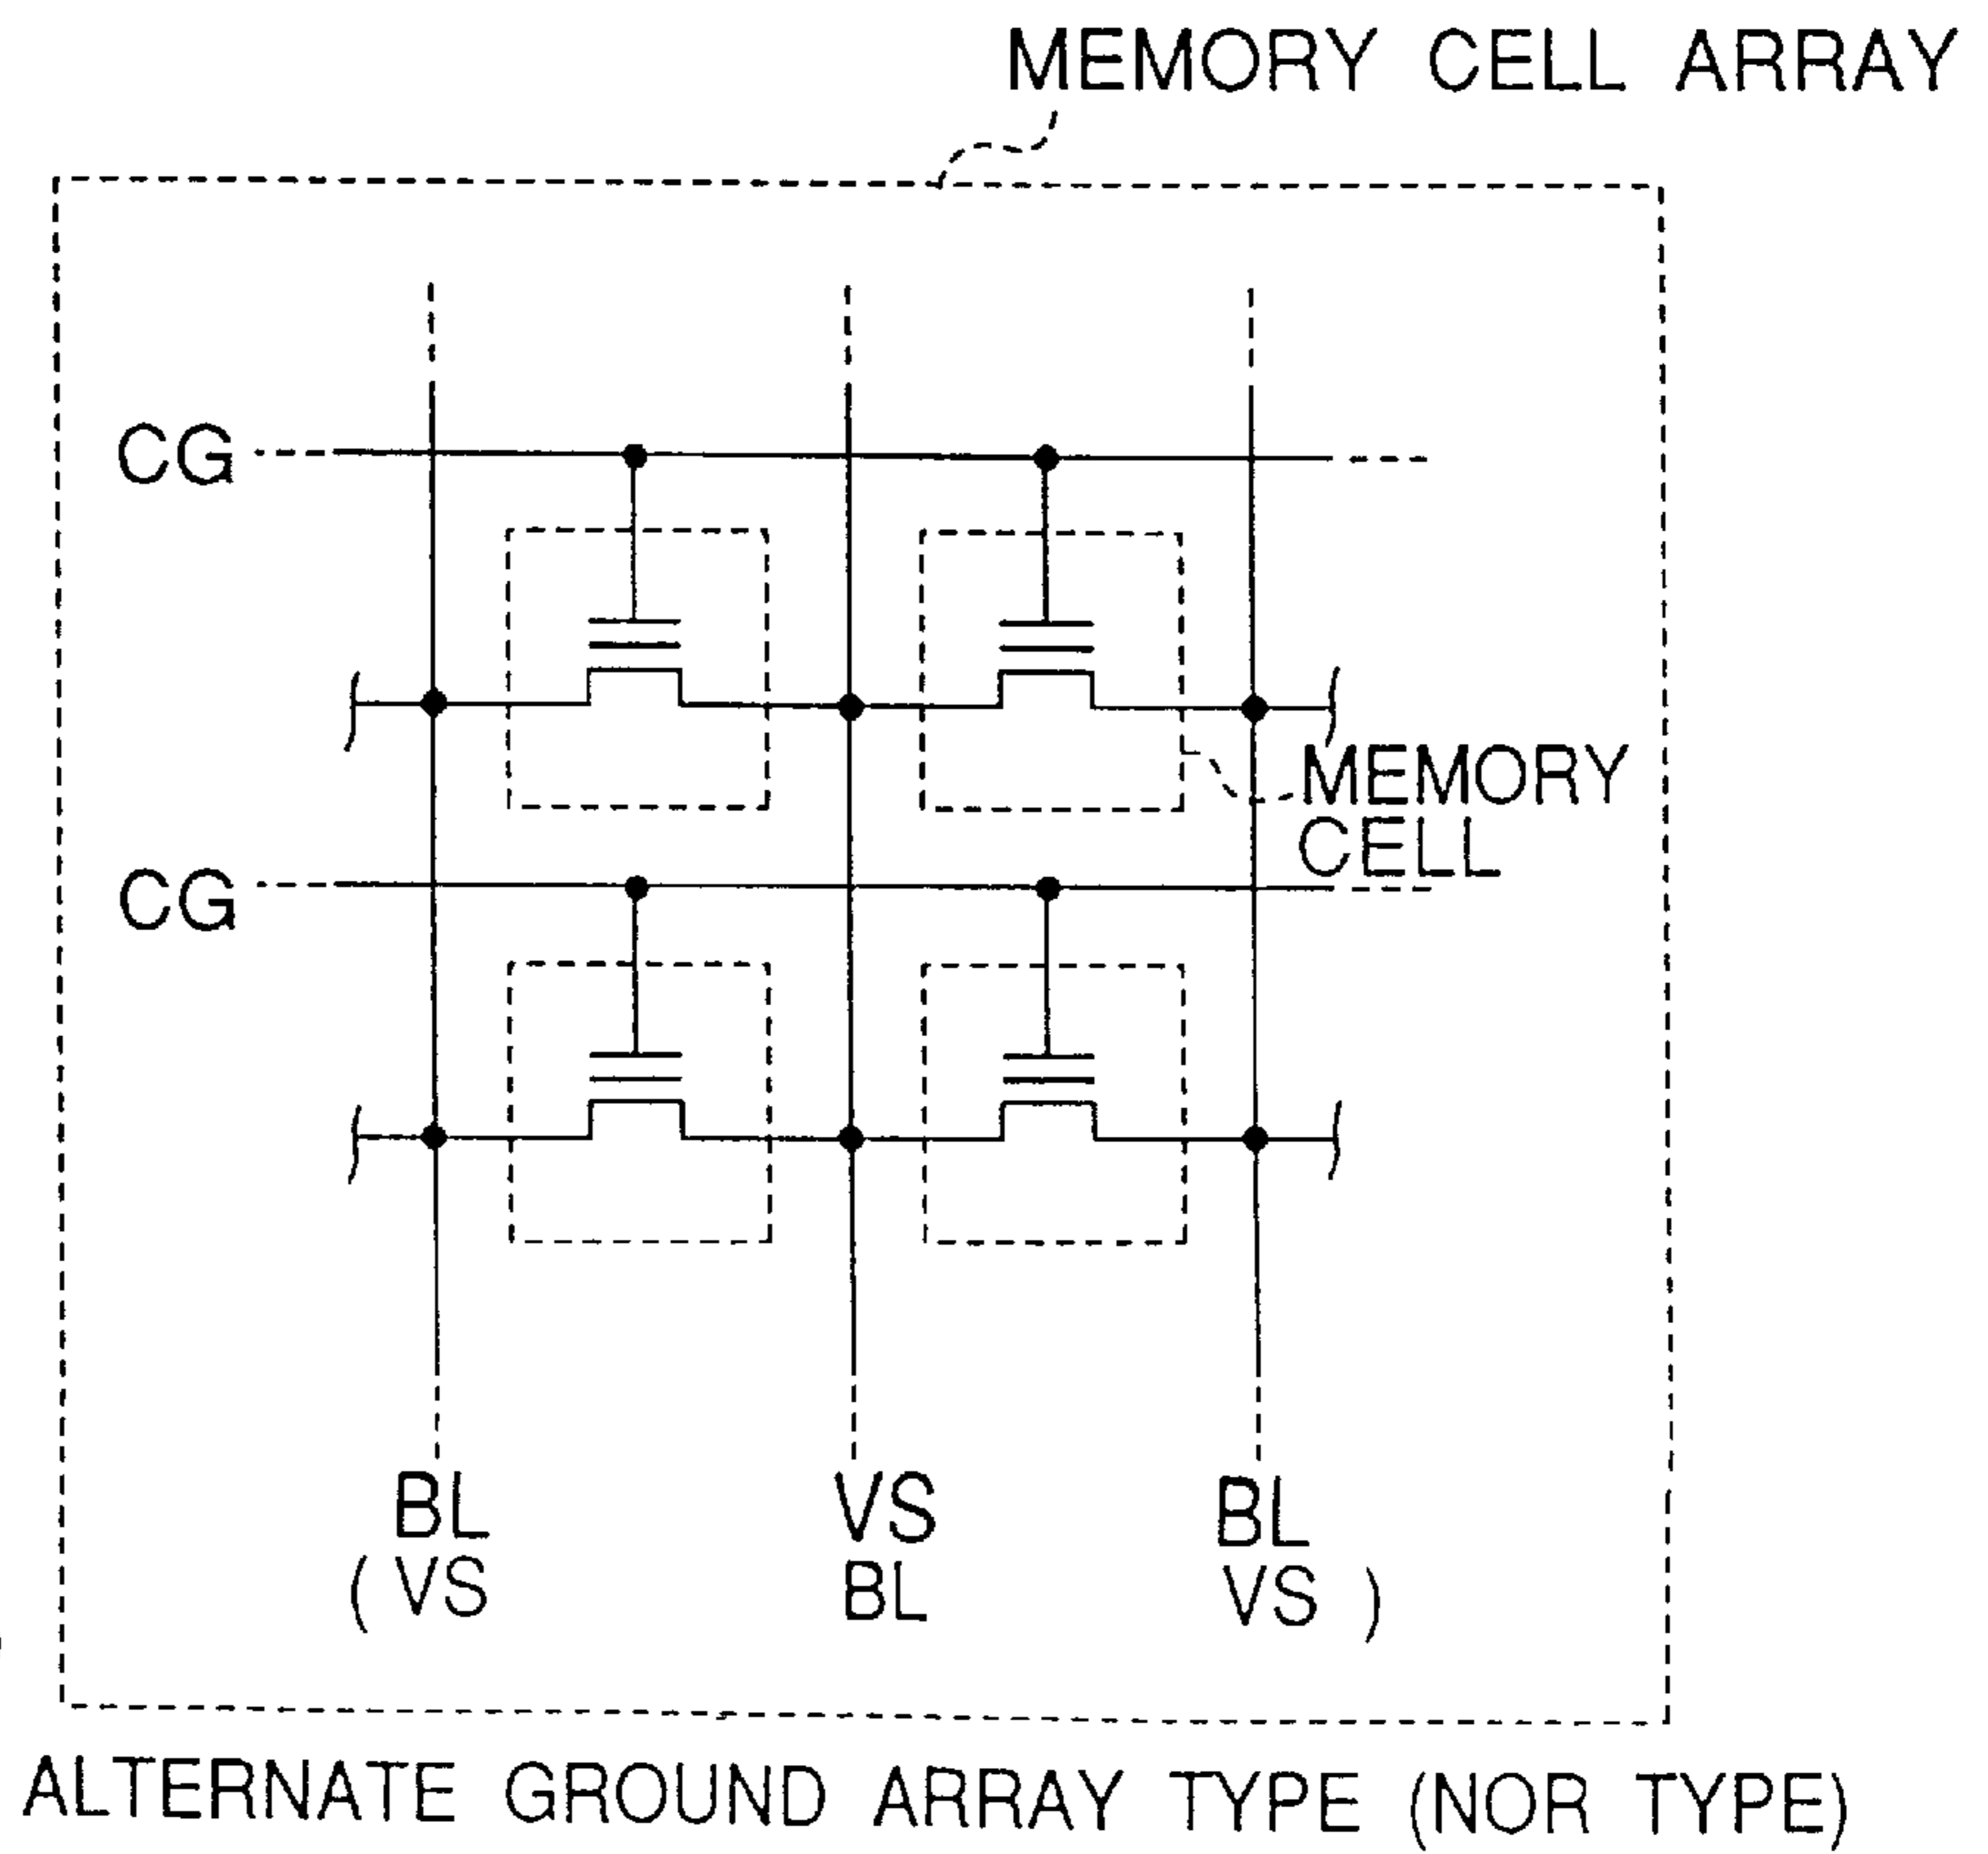 MEMORY CELL ARRAY
CG
MEMORY
CELL
CG
BL VS BL
( VS BL VS )
ALTERNATE GROUND ARRAY TYPE (NOR TYPE)